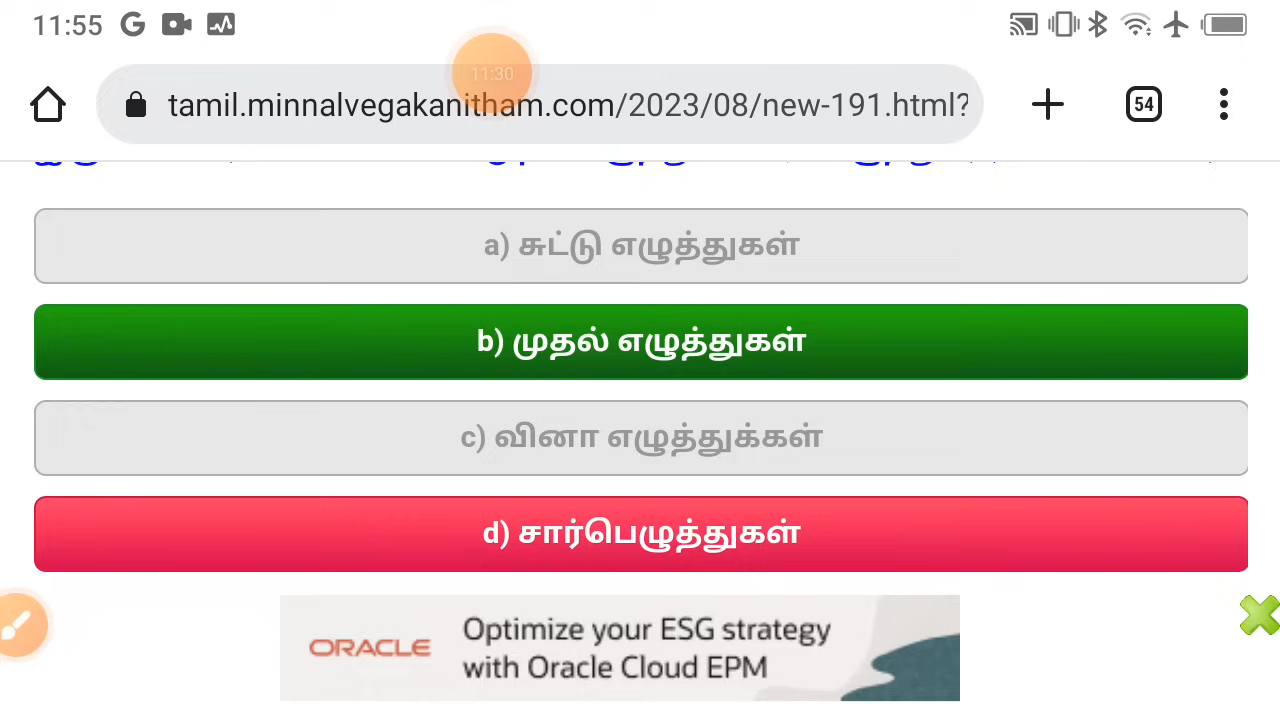 11:55
11:30
tamil.minnalvegakanitham.com/2023/08/new-191.html?
54
a) சுட்டு எழுத்துகள்
b) முதல் எழுத்துகள்
c) வினா எழுத்துக்கள்
d) சார்பெழுத்துகள்
ORACLE
Optimize your ESG strategy
with Oracle Cloud EPM